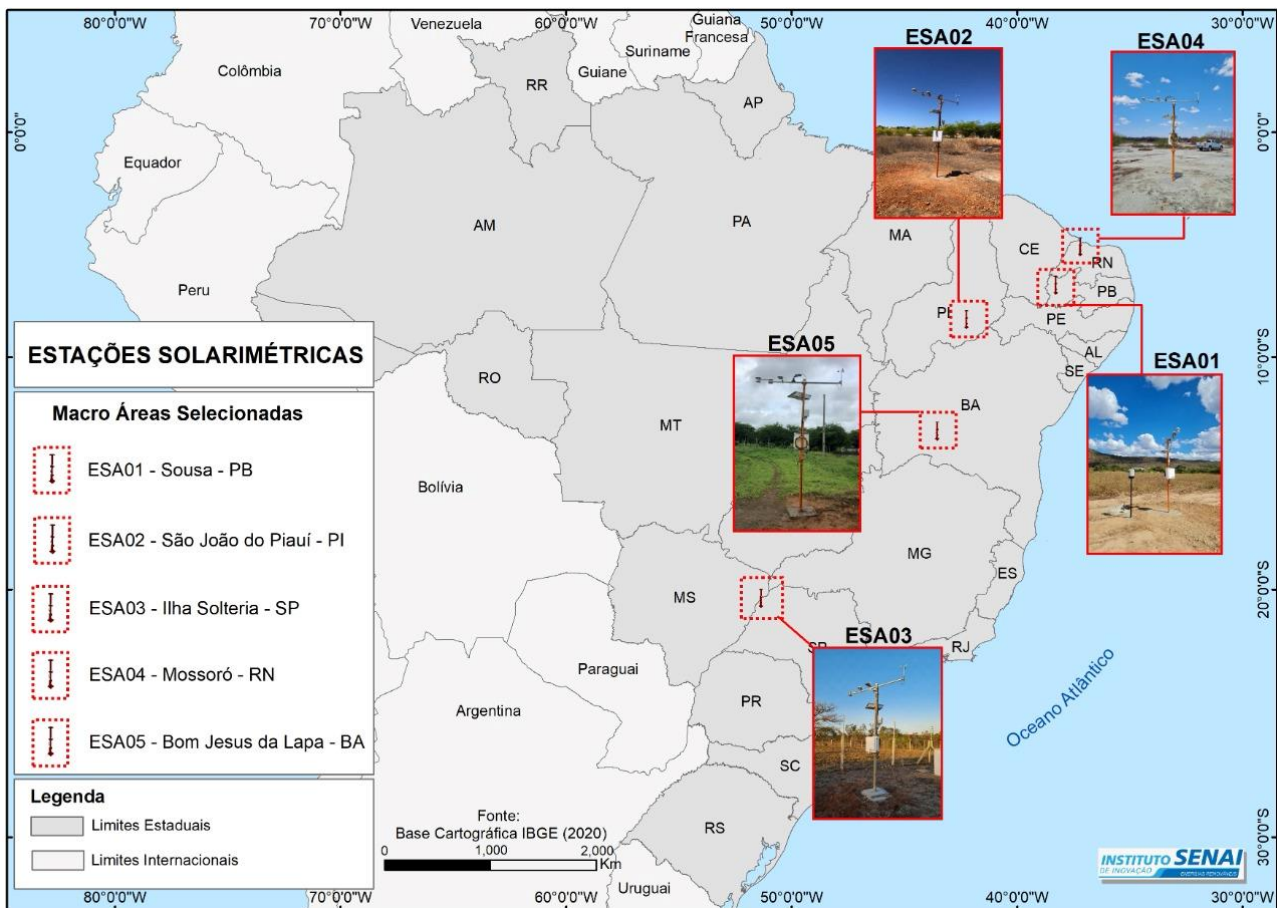 80°0'0"W
70°0'0"W
60°0'0"W
50°0'0"W
40°0'0"W
30°0'0"W
Venezuela
Guiana
Francesa
Suriname
Guiane
Colômbia
ESA02
ESA04
RR
AP
0°0'0"
0°0'0"
Equador
AM
PA
MA
CE
RN
Peru
PB
PE
ESTAÇÕES SOLARIMÉTRICAS
ESA05
AL
SE
ESA01
10°0'0"S
10°0'0"S
RO
MT
BA
Macro Áreas Selecionadas
ESA01 - Sousa - PB
ESA02 - São João do Piauí - PI
ESA03 - Ilha Solteria - SP
ESA04 - Mossoró - RN
ESA05 - Bom Jesus da Lapa - BA
Bolívia
MG
ES
MS
20°0'0"S
ESA03
RJ
Paraguai
PR
Argentina
Oceano Atlântico
SC
Legenda
Limites Estaduais
Limites Internacionais
Fonte:
Base Cartográfica IBGE (2020)
0 1,000 2,000
Km
RS
Uruguai
30°0'0"S
INSTITUTO SENAI
DE INOVAÇÃO
80°0'0"W
70°0'0"W
60°0'0"W
50°0'0"W
40°0'0"W
30°0'0"W